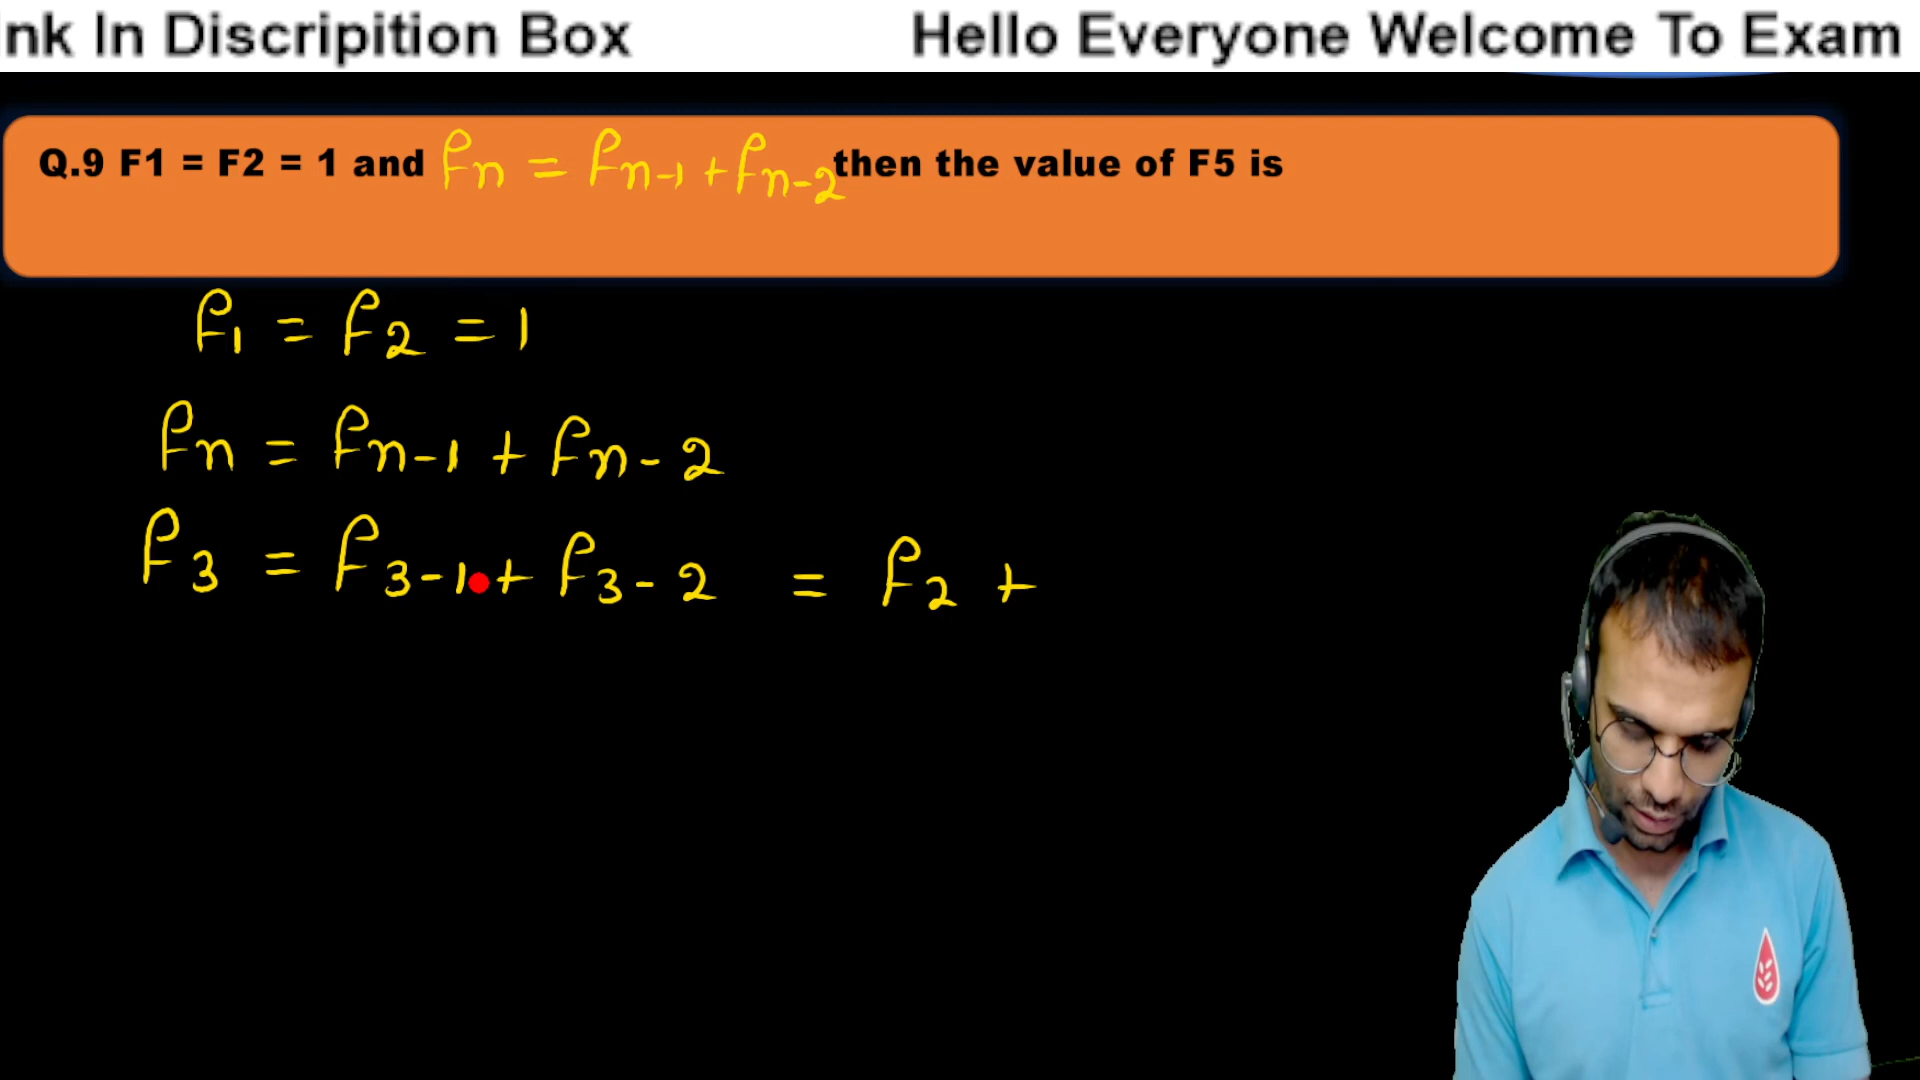 nk In Discripition Box Hello Everyone Welcome To Exam
Q.9 F1 = F2 = 1 and Fn = Fn-1 + Fn-2 then the value of F5 is
F1 = F2 = 1
Fn = Fn-1 + Fn-2
F3 = F3-1 + F3-2 = F2 +